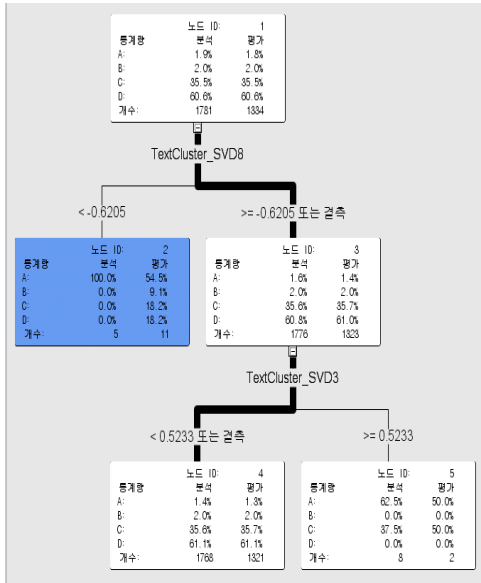 노드 ID: 1
통계량 분석 평가
A: 1.9% 1.8%
B: 2.0% 2.0%
C: 35.5% 35.5%
D: 60.6% 60.6%
개수: 1781 1334
TextCluster_SVD8
< -0.6205 >= -0.6205 또는 결측
노드 ID: 2
통계량 분석 평가
A: 100.0% 54.5%
B: 0.0% 9.1%
C: 0.0% 18.2%
D: 0.0% 18.2%
개수: 5 11
노드 ID: 3
통계량 분석 평가
A: 1.6% 1.4%
B: 2.0% 2.0%
C: 35.6% 35.7%
D: 60.8% 61.0%
개수: 1776 1323
TextCluster_SVD3
< 0.5233 또는 결측 >= 0.5233
노드 ID: 4
통계량 분석 평가
A: 1.4% 1.3%
B: 2.0% 2.0%
C: 35.6% 35.7%
D: 61.1% 61.1%
개수: 1768 1321
노드 ID: 5
통계량 분석 평가
A: 62.5% 50.0%
B: 0.0% 0.0%
C: 37.5% 50.0%
D: 0.0% 0.0%
개수: 8 2